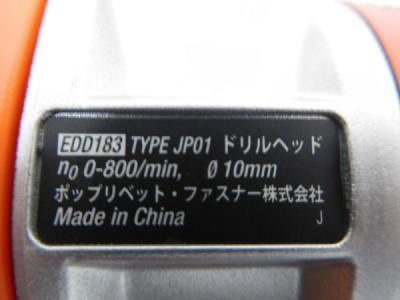 EDD183 TYPE JP01 ドリルヘッド
n0 0-800/min, Ø10mm
ポップリベット・ファスナー株式会社
Made in China J